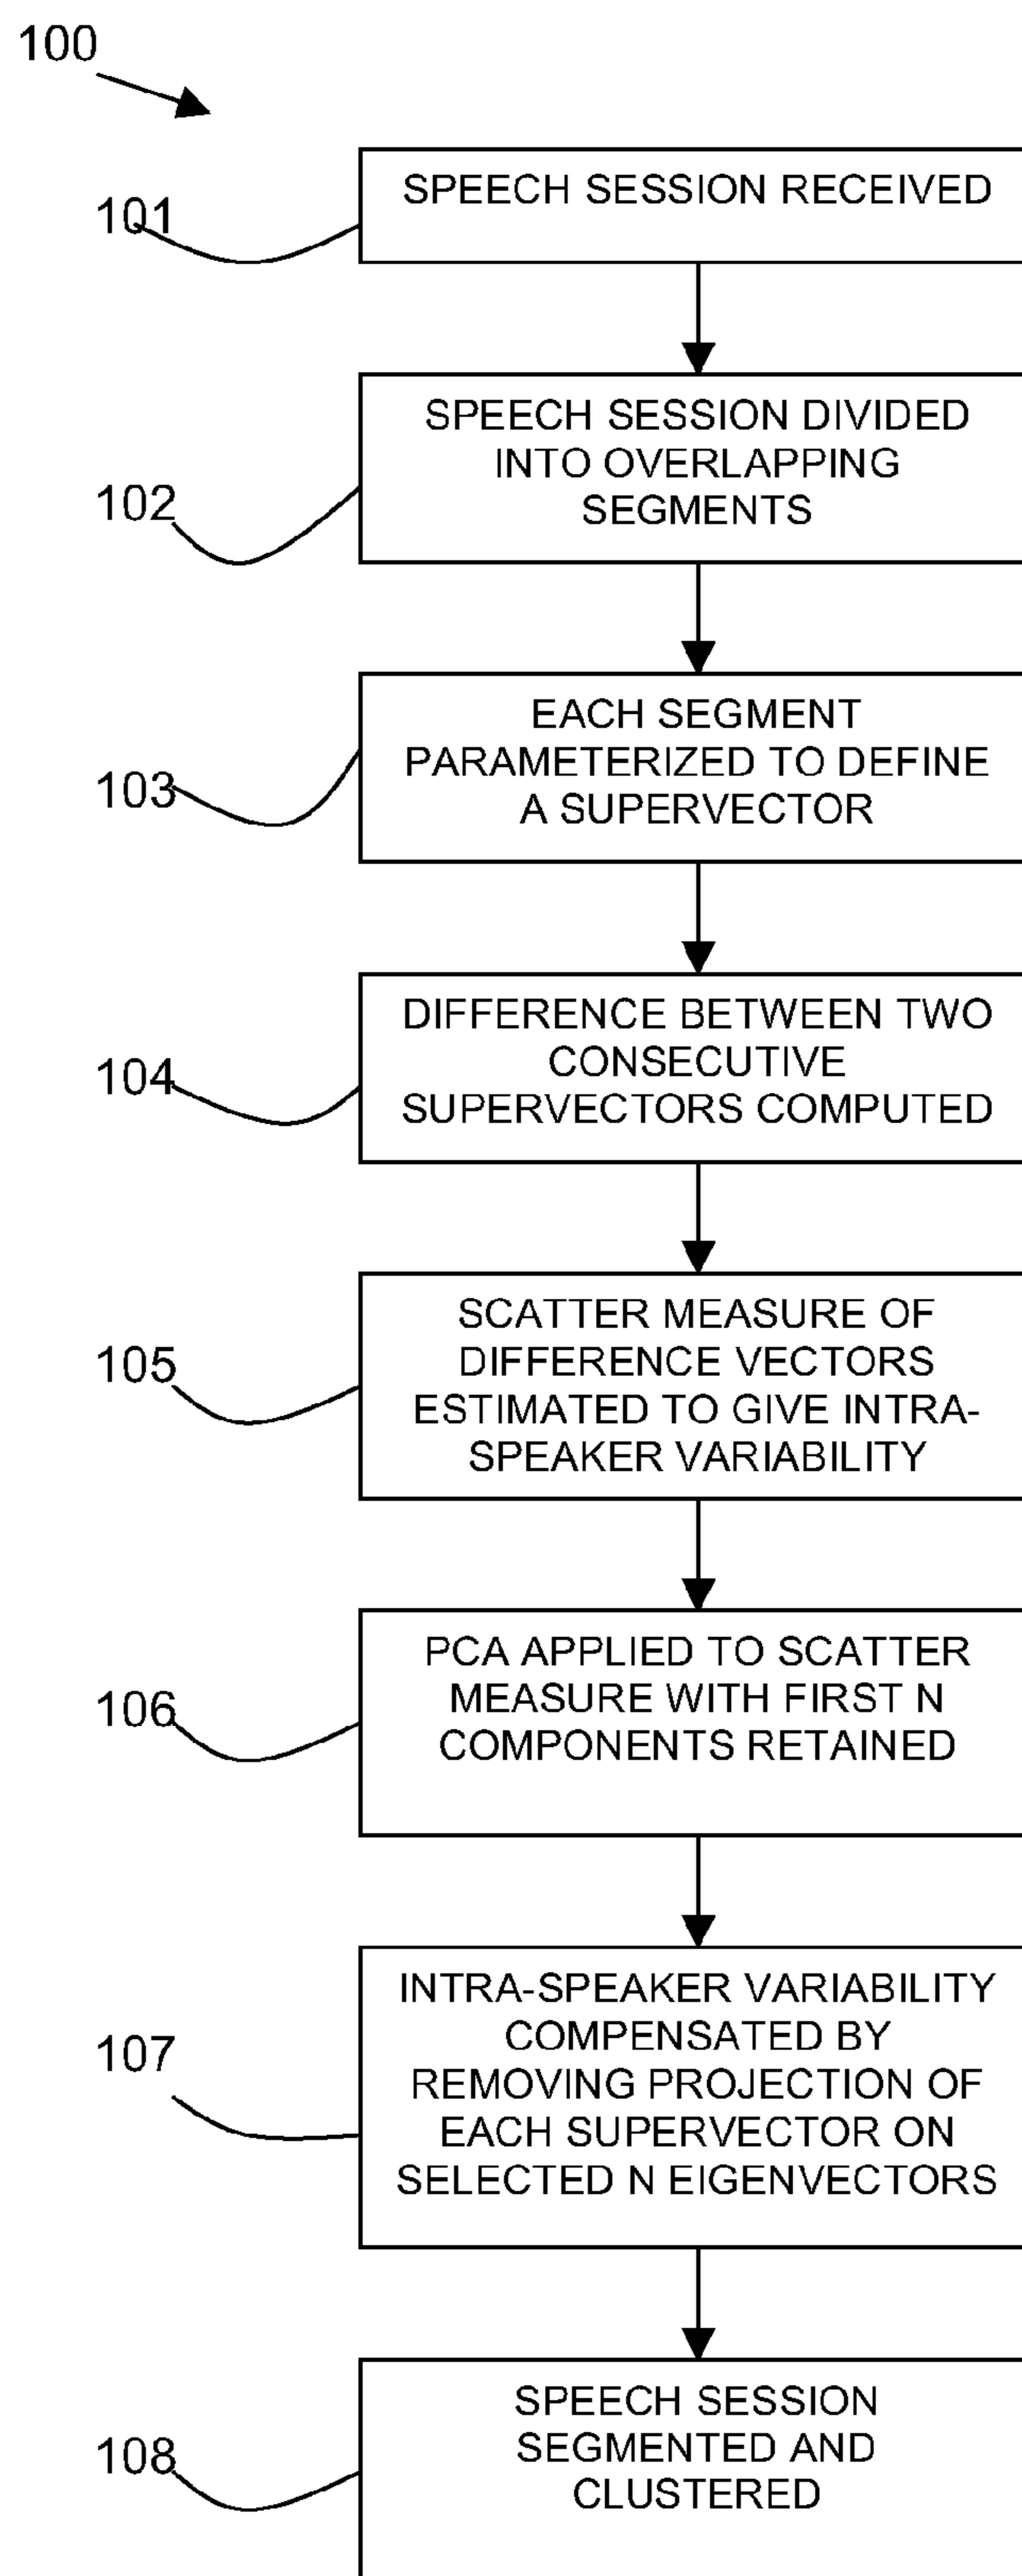 100
101
SPEECH SESSION RECEIVED
102
SPEECH SESSION DIVIDED
INTO OVERLAPPING
SEGMENTS
103
EACH SEGMENT
PARAMETERIZED TO DEFINE
A SUPERVECTOR
104
DIFFERENCE BETWEEN TWO
CONSECUTIVE
SUPERVECTORS COMPUTED
105
SCATTER MEASURE OF
DIFFERENCE VECTORS
ESTIMATED TO GIVE INTRA-
SPEAKER VARIABILITY
106
PCA APPLIED TO SCATTER
MEASURE WITH FIRST N
COMPONENTS RETAINED
107
INTRA-SPEAKER VARIABILITY
COMPENSATED BY
REMOVING PROJECTION OF
EACH SUPERVECTOR ON
SELECTED N EIGENVECTORS
108
SPEECH SESSION
SEGMENTED AND
CLUSTERED